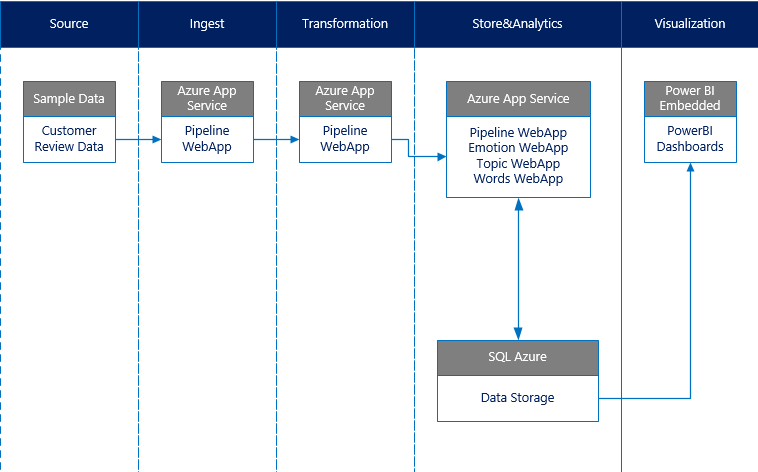 Source
Ingest
Transformation
Store&Analytics
Visualization
Sample Data
Customer
Review Data
Azure App
Service
Pipeline
WebApp
Azure App
Service
Pipeline
WebApp
Azure App Service
Pipeline WebApp
Emotion WebApp
Topic WebApp
Words WebApp
Power BI
Embedded
PowerBI
Dashboards
SQL Azure
Data Storage